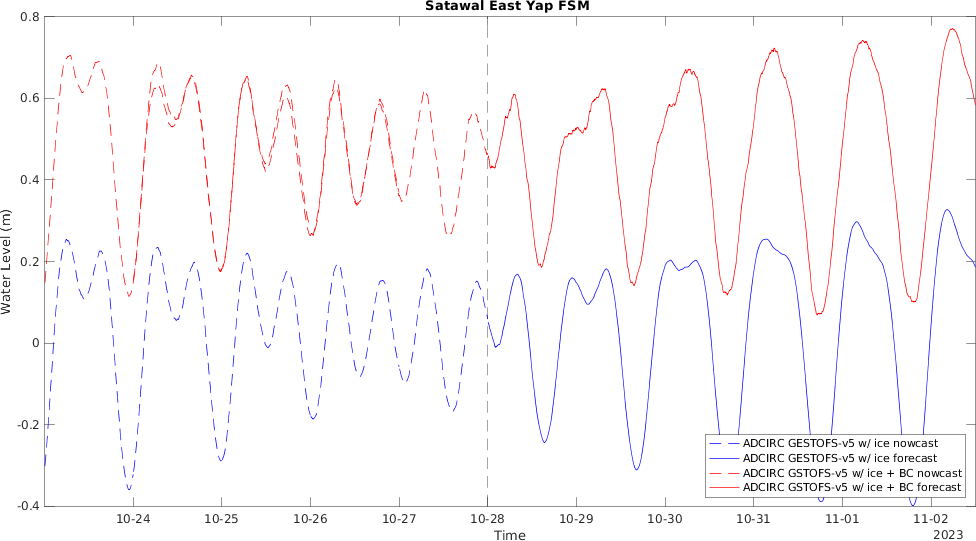 Satawal East Yap FSM
0.8
0.6
0.4
0.2
0
-0.2
-0.4
Water Level (m)
ADCIRC GESTOFS-v5 w/ ice nowcast
ADCIRC GESTOFS-v5 w/ ice forecast
ADCIRC GSTOFS-v5 w/ ice + BC nowcast
ADCIRC GSTOFS-v5 w/ ice + BC forecast
10-24 10-25 10-26 10-27 10-28 10-29 10-30 10-31 11-01 11-02
Time
2023